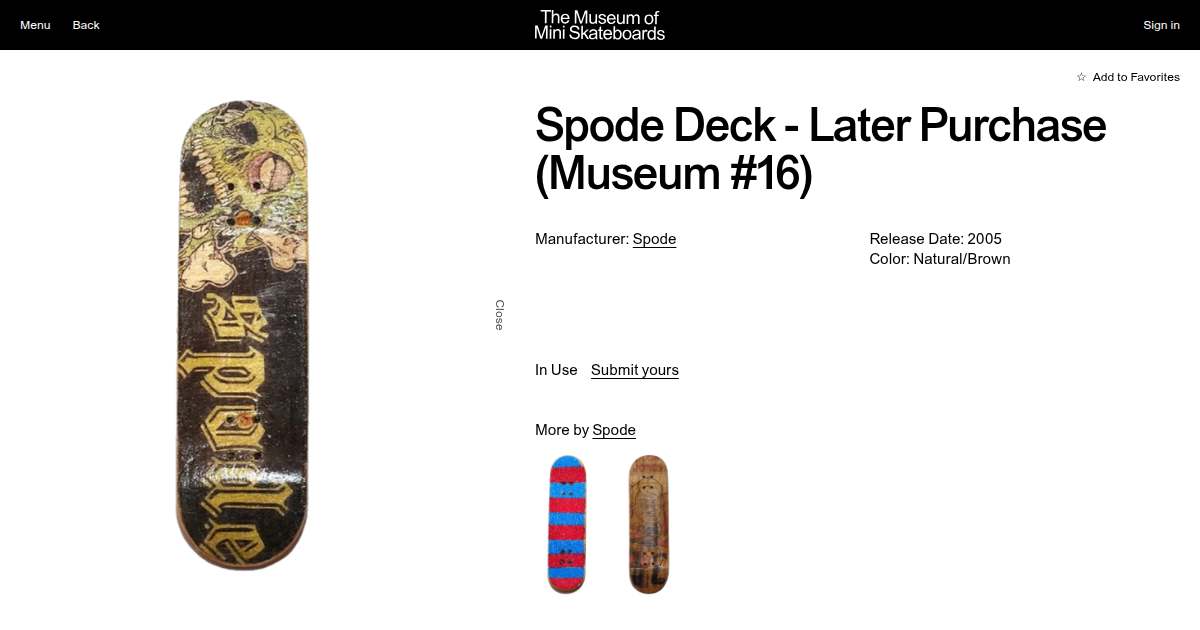 Menu
Back
The Museum of
Mini Skateboards
Sign in
☆ Add to Favorites
spode
Spode Deck - Later Purchase
(Museum #16)
Manufacturer: Spode
Release Date: 2005
Color: Natural/Brown
Close
In Use
Submit yours
More by Spode